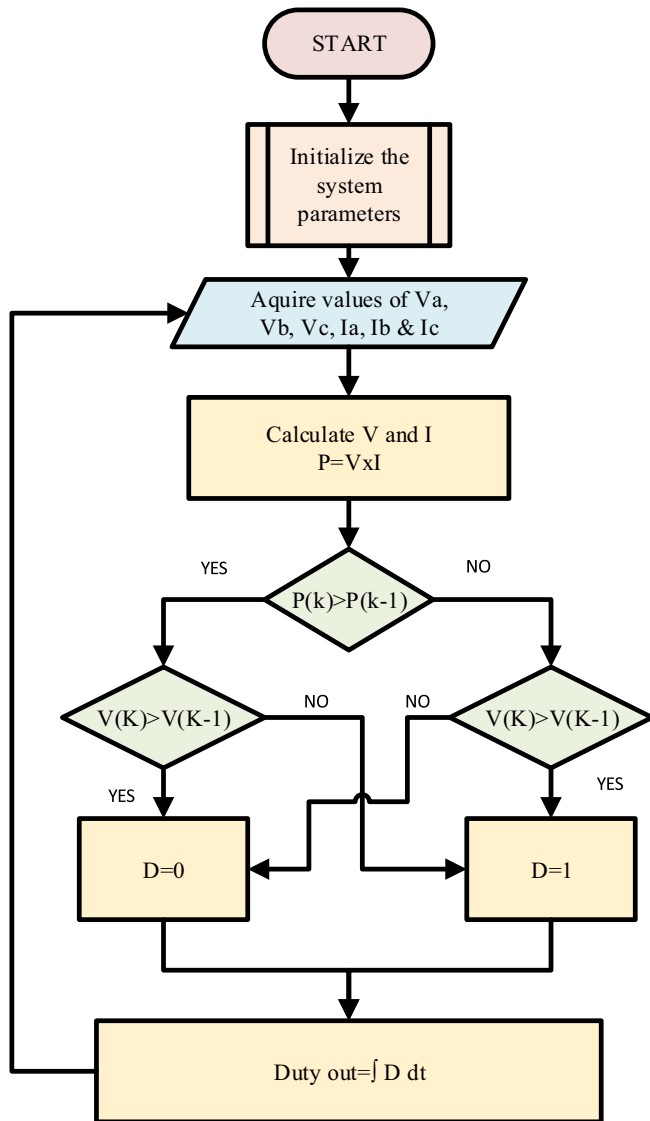 START
Initialize the
system
parameters
Aquire values of Va,
Vb, Vc, Ia, Ib & Ic
Calculate V and I
P=VxI
YES
NO
P(k)>P(k-1)
V(K)>V(K-1)
NO
NO
V(K)>V(K-1)
YES
YES
D=0
D=1
Duty out=∫ D dt